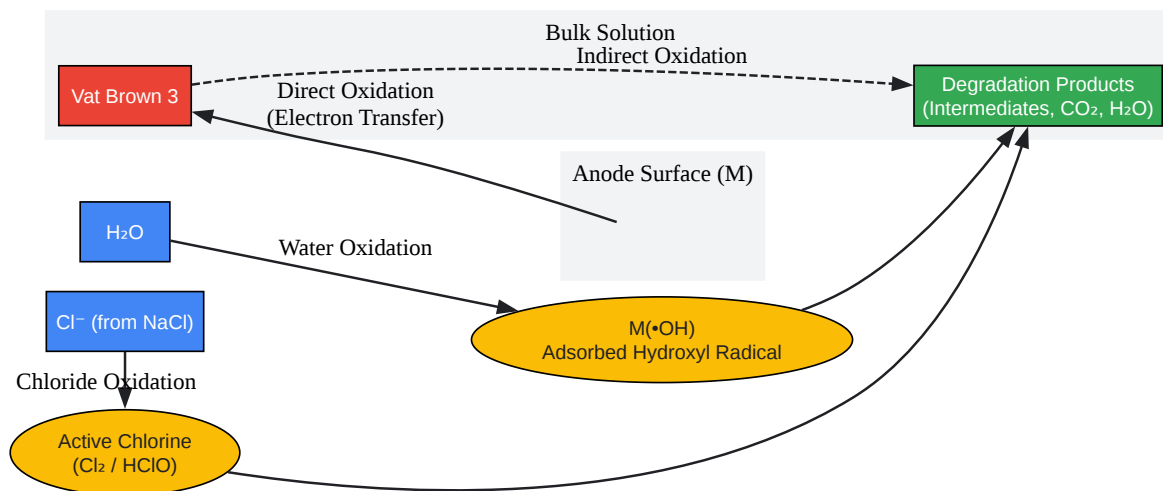 Bulk Solution
Indirect Oxidation
Vat Brown 3
Direct Oxidation
(Electron Transfer)
Degradation Products
(Intermediates, CO₂, H₂O)
Anode Surface (M)
H₂O
Water Oxidation
Cl⁻ (from NaCl)
M(•OH)
Adsorbed Hydroxyl Radical
Chloride Oxidation
Active Chlorine
(Cl₂ / HClO)